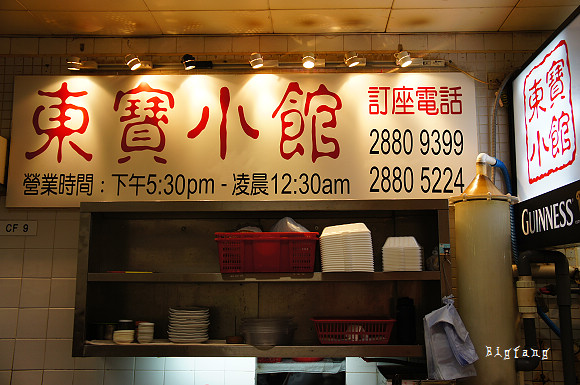 東寶小館
訂座電話
2880 9399
2880 5224
營業時間：下午5:30pm - 凌晨12:30am
東寶
小館
GUINNESS
CF 9
Bigfang